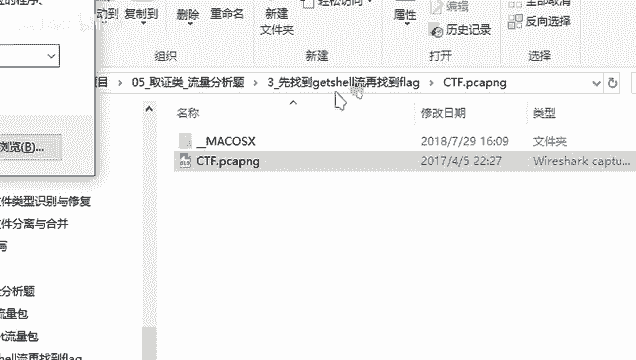 的程序、
动到 复制到 删除 重命名 新建 文件夹 轻松访问 属性 编辑 历史记录 全部取消 反向选择
组织 新建 打开 选择
项目 05_取证类_流量分析题 3_先找到getshell流再找到flag CTF.pcapng
名称 修改日期 类型
浏览(B)...
__MACOSX 2018/7/29 16:09 文件夹
CTF.pcapng 2017/4/5 22:27 Wireshark captu...
件类型识别与修复
件分离与合并
写
分析题
流量包
t流量包
hell流再找到flag